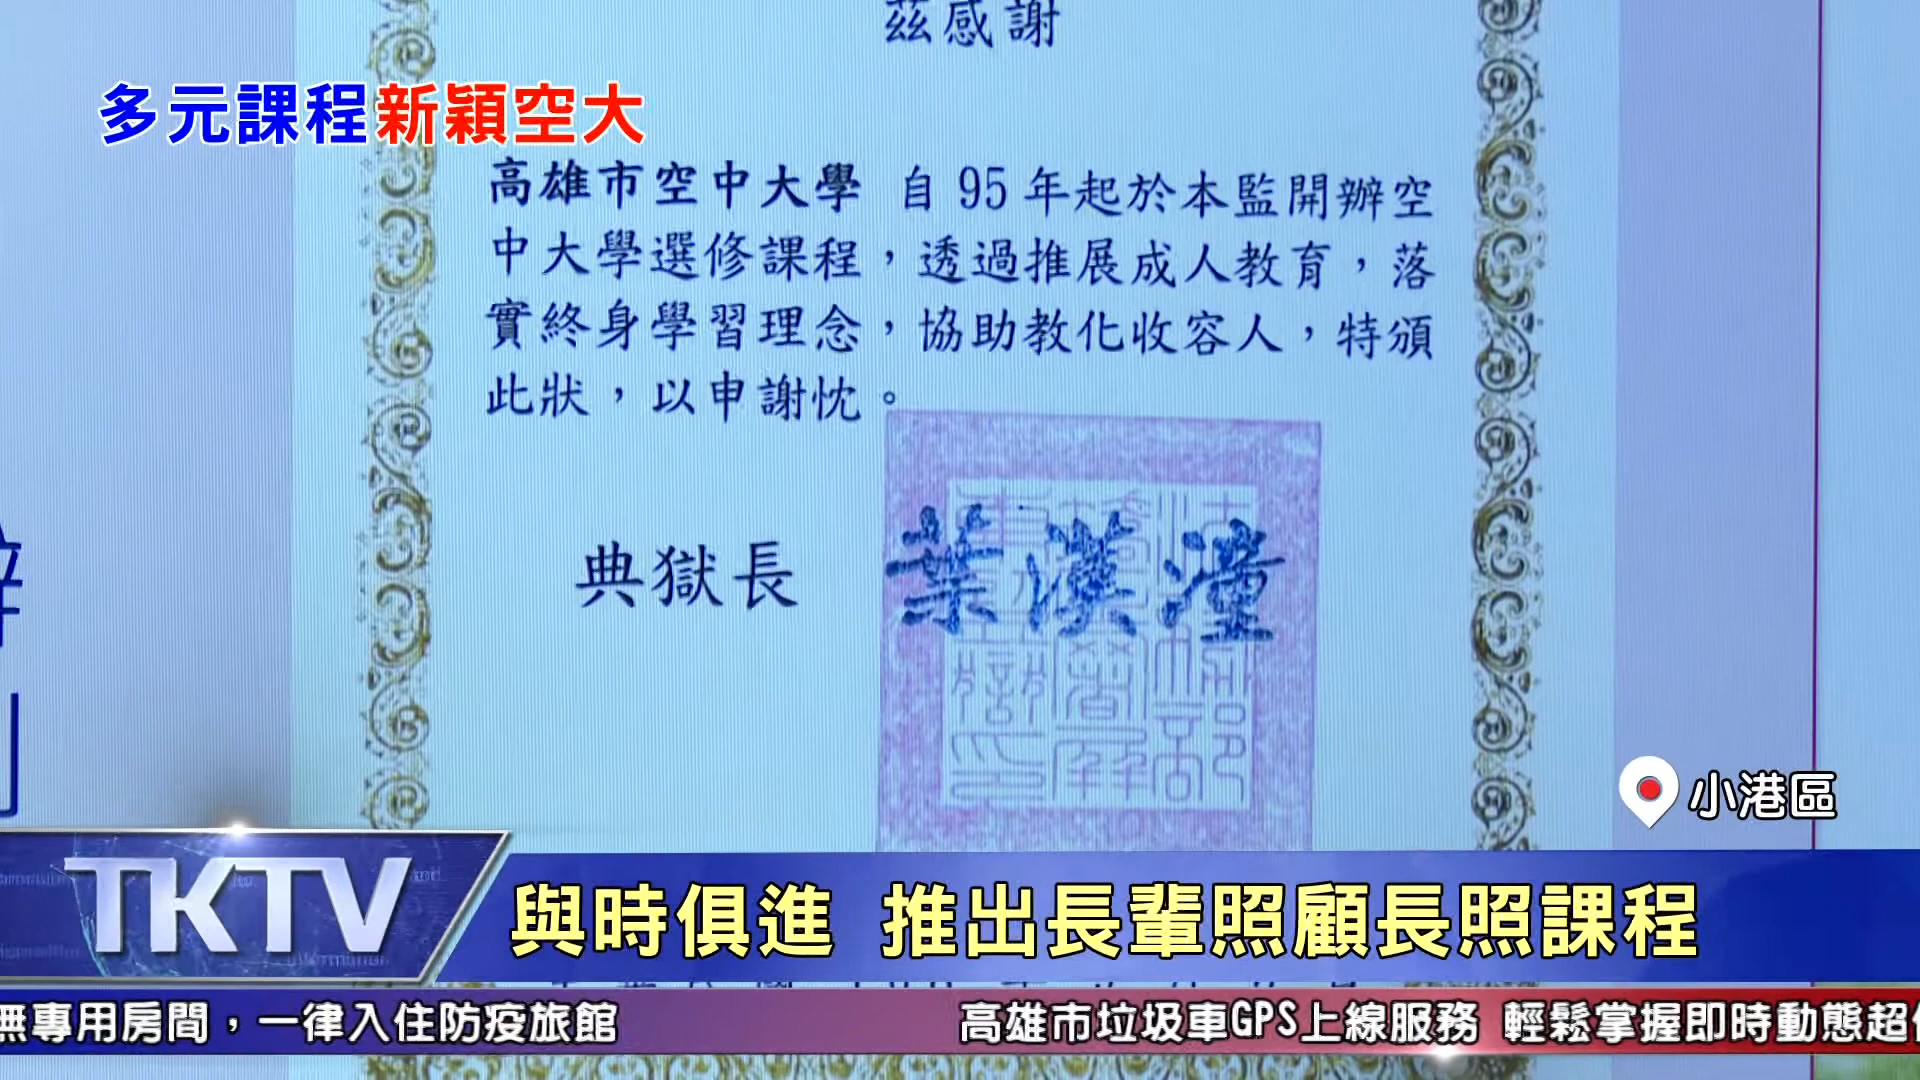 茲感謝
多元課程新穎空大
高雄市空中大學 自 95 年起於本監開辦空
中大學選修課程，透過推展成人教育，落
實終身學習理念，協助教化收容人，特頒
此狀，以申謝忱。
典獄長 葉漢潼
小港區
TKTV
與時俱進 推出長輩照顧長照課程
無專用房間，一律入住防疫旅館 高雄市垃圾車GPS上線服務 輕鬆掌握即時動態超